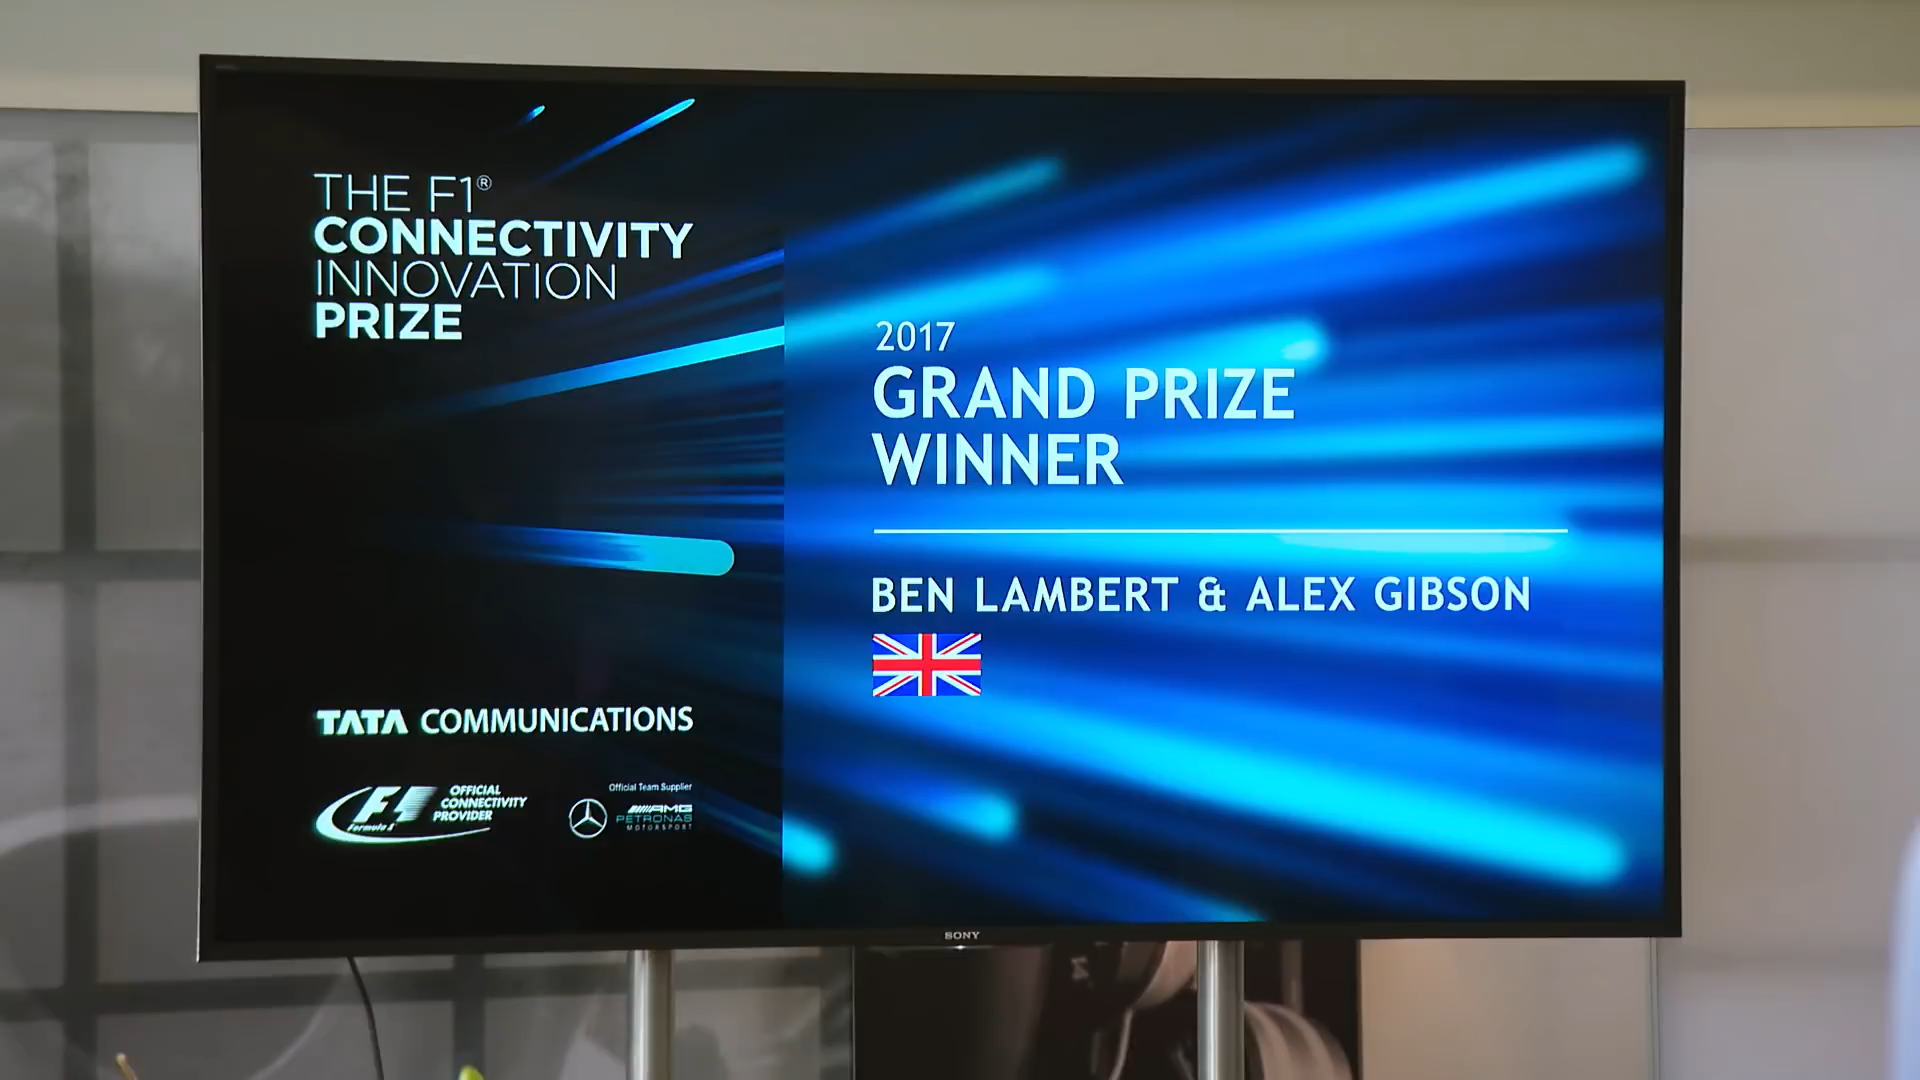 THE F1®
CONNECTIVITY
INNOVATION
PRIZE
2017
GRAND PRIZE
WINNER
BEN LAMBERT & ALEX GIBSON
TATA COMMUNICATIONS
F1
Formula 1
OFFICIAL
CONNECTIVITY
PROVIDER
Official Team Supplier
AMG
PETRONAS
MOTORSPORT
SONY